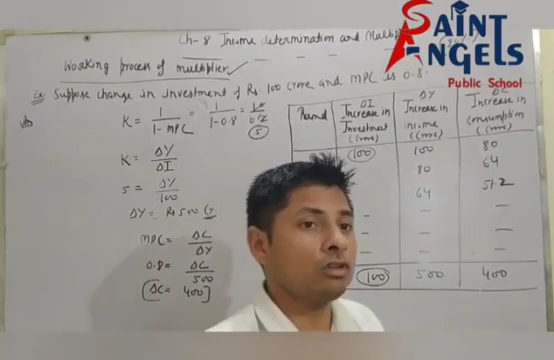 SAINT ANGELS
Public School
Ch-8 Income determination and Multipl
Working process of multiplier
Ex: Suppose change in investment of Rs. 100 crore and MPC is 0.8.
K = 1/(1-MPC) = 1/(1-0.8) = 10/0.2 5
K = ΔY/ΔI
5 = ΔY/100
ΔY = Rs 500 Cr.
MPC = ΔC/ΔY
0.8 = ΔC/500
ΔC = 400
Round ΔI Increase in Investment (Crore) ΔY Increase in income (Crore) ΔC Increase in Consumption (Crore)
100 100 80
80 64
64 51.2
- - -
- - -
- - -
100 500 400